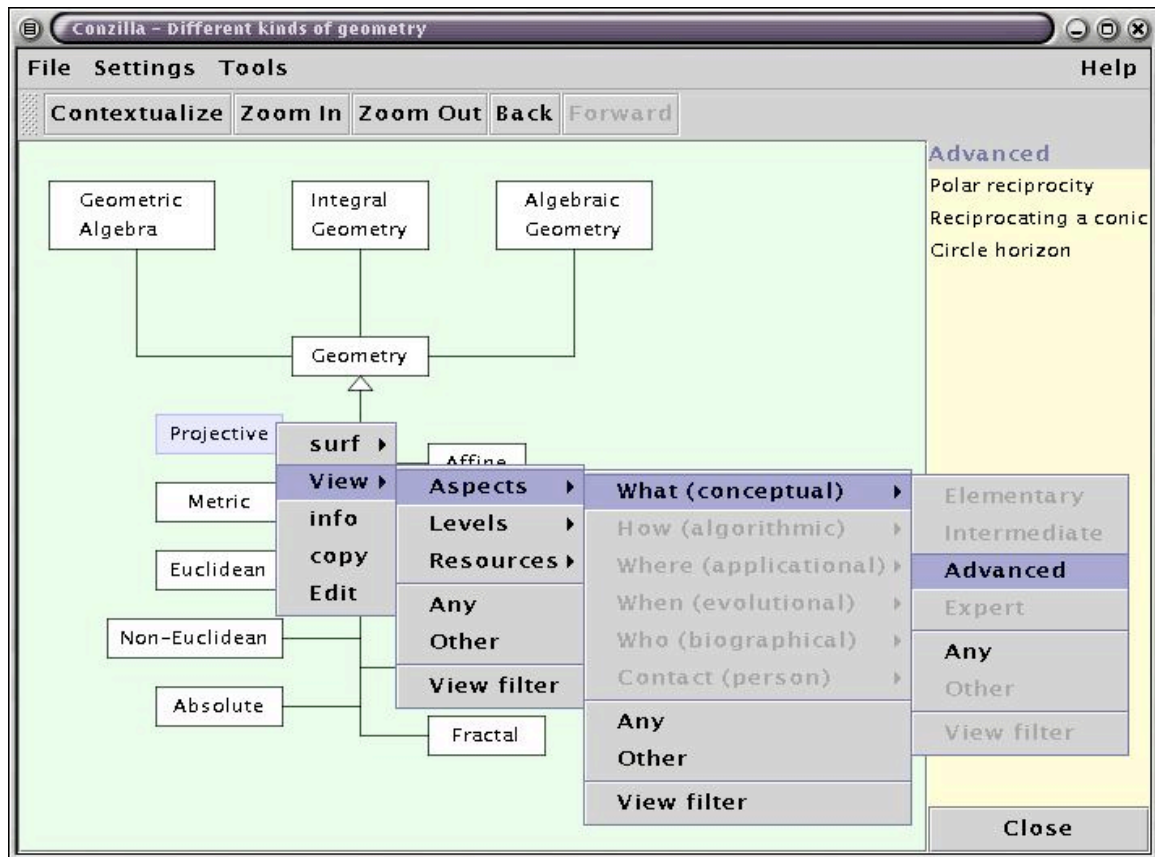 Conzilla - Different kinds of geometry
File Settings Tools Help
Contextualize Zoom In Zoom Out Back Forward
Advanced
Polar reciprocity
Reciprocating a conic
Circle horizon
Geometric
Algebra
Integral
Geometry
Algebraic
Geometry
Geometry
Projective
Metric
Euclidean
Non-Euclidean
Absolute
Affine
Fractal
surf
View
info
copy
Edit
Aspects
Levels
Resources
Any
Other
View filter
What (conceptual)
How (algorithmic)
Where (applicational)
When (evolutional)
Who (biographical)
Contact (person)
Any
Other
View filter
Elementary
Intermediate
Advanced
Expert
Any
Other
View filter
Close